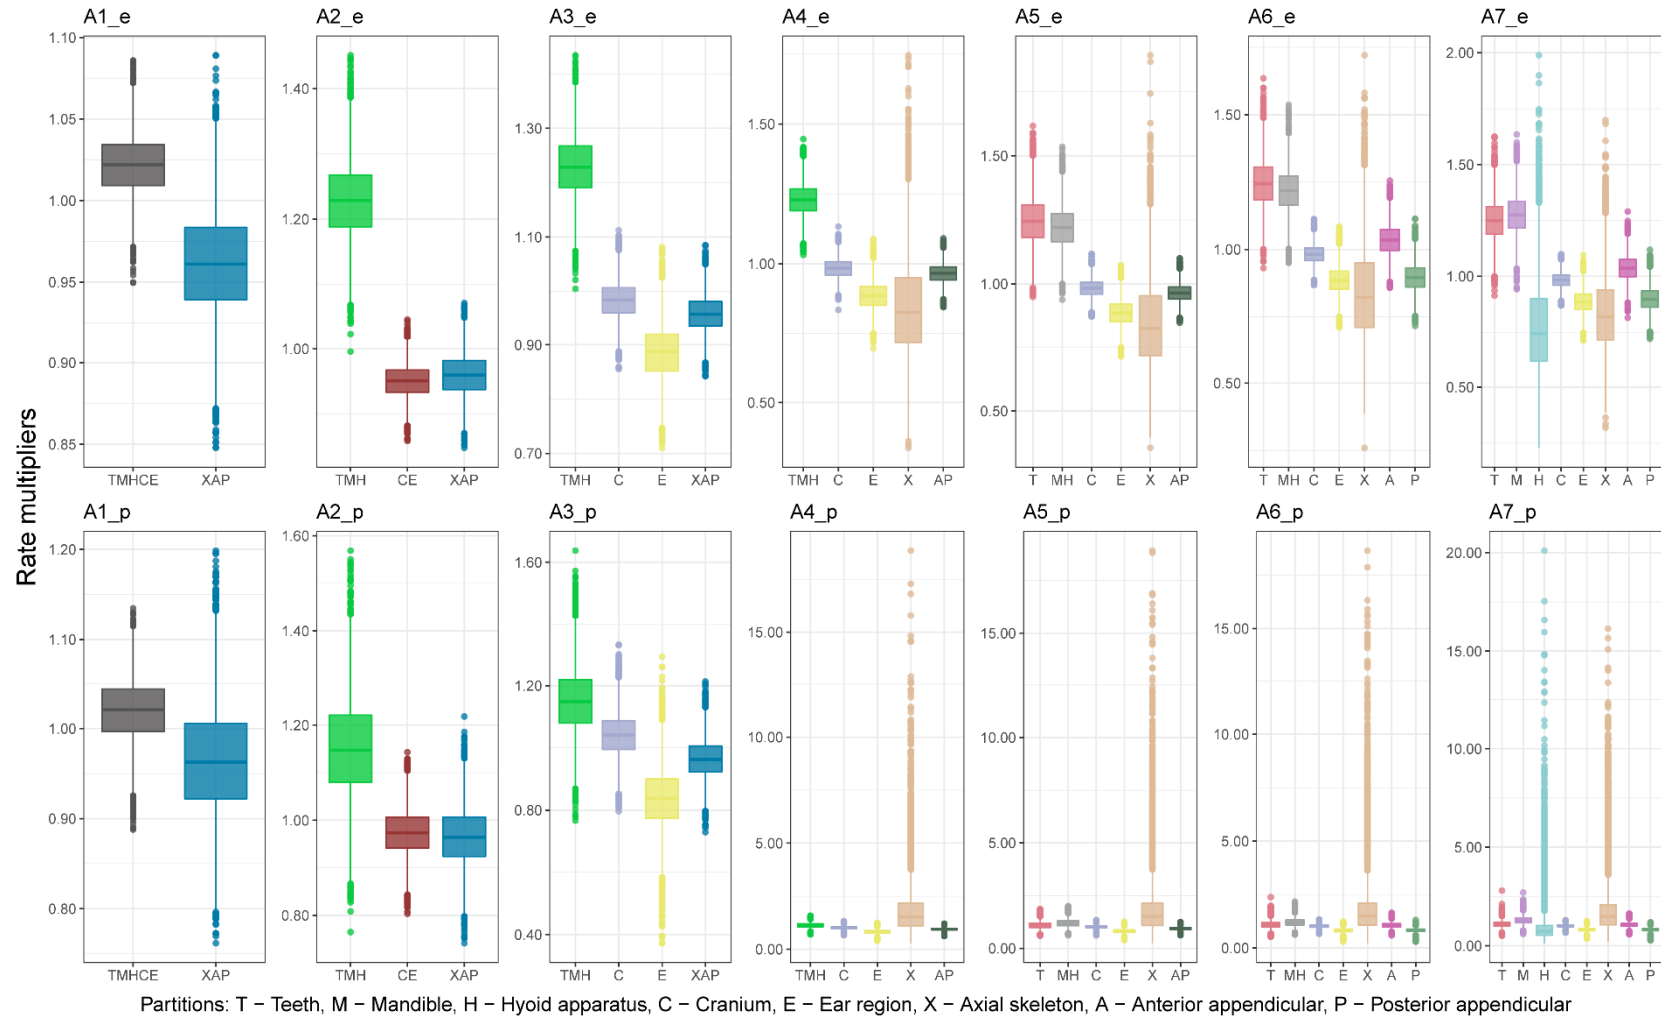 A1_e A2_e A3_e A4_e A5_e A6_e A7_e
1.10 1.05 1.00 0.95 0.90 0.85
1.40 1.20 1.00
1.30 1.10 0.90 0.70
1.50 1.00 0.50
1.50 1.00 0.50
1.50 1.00 0.50
2.00 1.50 1.00 0.50
TMHCE XAP TMH CE XAP TMH C E XAP TMH C E X AP T MH C E X AP T MH C E X A P T M H C E X A P
Rate multipliers
A1_p A2_p A3_p A4_p A5_p A6_p A7_p
1.20 1.10 1.00 0.90 0.80
1.60 1.40 1.20 1.00 0.80
1.60 1.20 0.80 0.40
15.00 10.00 5.00 0.00
15.00 10.00 5.00 0.00
15.00 10.00 5.00 0.00
20.00 15.00 10.00 5.00 0.00
TMHCE XAP TMH CE XAP TMH C E XAP TMH C E X AP T MH C E X AP T MH C E X A P T M H C E X A P
Partitions: T − Teeth, M − Mandible, H − Hyoid apparatus, C − Cranium, E − Ear region, X − Axial skeleton, A − Anterior appendicular, P − Posterior appendicular